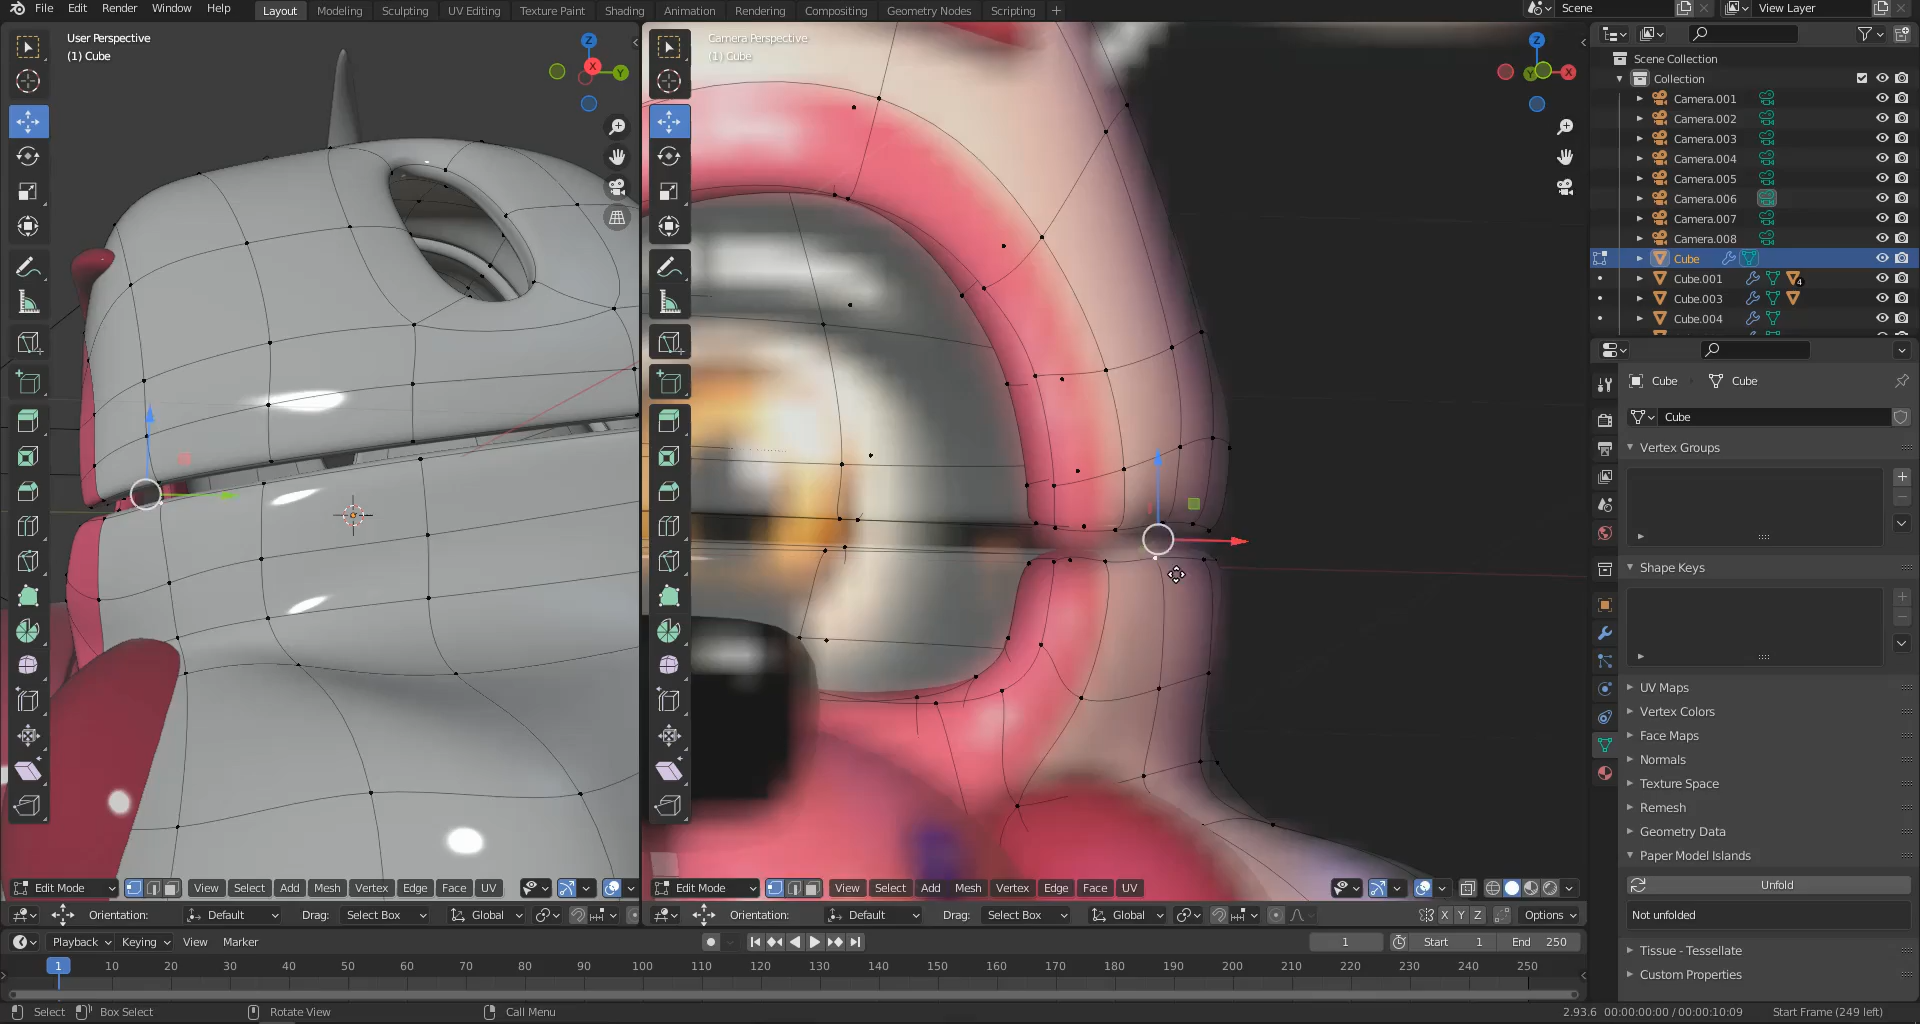 File Edit Render Window Help Layout Modeling Sculpting UV Editing Texture Paint Shading Animation Rendering Compositing Geometry Nodes Scripting + Scene View Layer
User Perspective
(1) Cube
Z
X
Y
Camera Perspective
(1) Cube
Z
Y
X
Scene Collection
Collection
Camera.001
Camera.002
Camera.003
Camera.004
Camera.005
Camera.006
Camera.007
Camera.008
Cube
Cube.001
4
Cube.003
Cube.004
Cube Cube
Cube
Vertex Groups
Shape Keys
UV Maps
Vertex Colors
Face Maps
Normals
Texture Space
Remesh
Geometry Data
Paper Model Islands
Unfold
Not unfolded
Tissue - Tessellate
Custom Properties
Edit Mode View Select Add Mesh Vertex Edge Face UV
Orientation: Default Drag: Select Box Global
Edit Mode View Select Add Mesh Vertex Edge Face UV
Orientation: Default Drag: Select Box Global X Y Z Options
Playback Keying View Marker 1 Start 1 End 250
1 10 20 30 40 50 60 70 80 90 100 110 120 130 140 150 160 170 180 190 200 210 220 230 240 250
Select Box Select Rotate View Call Menu 2.93.6 00:00:00:00 / 00:00:10:09 Start Frame (249 left)